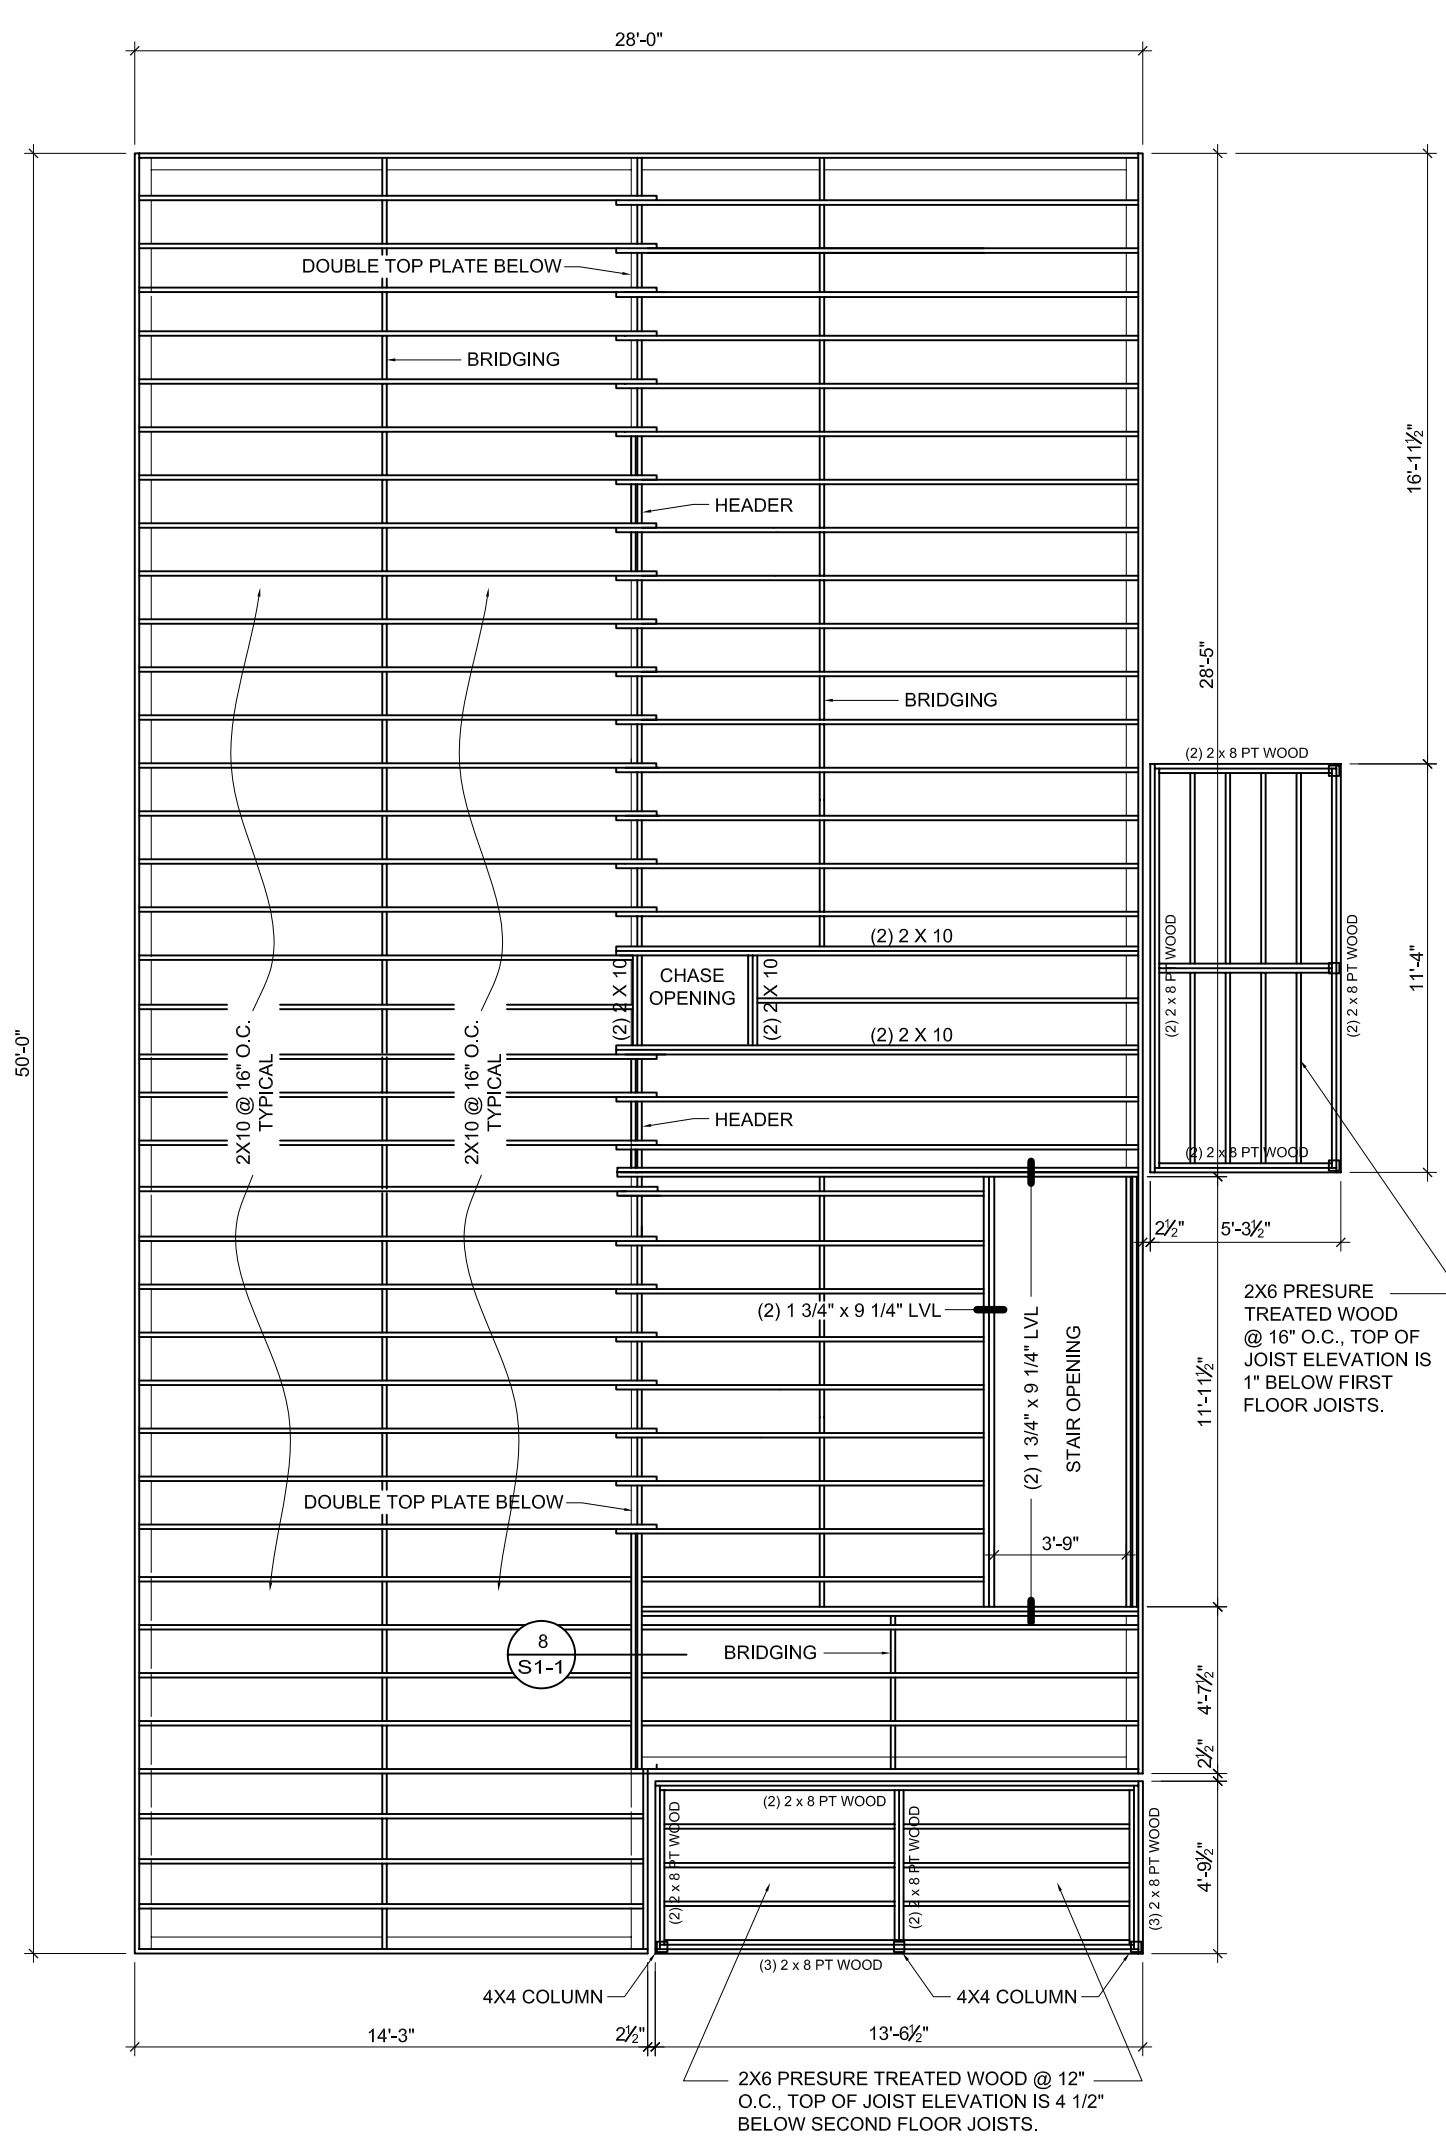 28'-0"
DOUBLE TOP PLATE BELOW
BRIDGING
16'-11½"
HEADER
28'-5"
BRIDGING
(2) 2 x 8 PT WOOD
(2) 2 X 10
(2) 2 x 8 PT WOOD
(2) 2 x 8 PT WOOD
11'-4"
CHASE
OPENING
(2) 2 X 10
(2) 2 X 10
(2) 2 X 10
50'-0"
2X10 @ 16" O.C.
TYPICAL
2X10 @ 16" O.C.
TYPICAL
HEADER
(2) 2 x 8 PT WOOD
2½"
5'-3½"
2X6 PRESURE
TREATED WOOD
@ 16" O.C., TOP OF
JOIST ELEVATION IS
1" BELOW FIRST
FLOOR JOISTS.
(2) 1 3/4" x 9 1/4" LVL
(2) 1 3/4" x 9 1/4" LVL
STAIR OPENING
11'-11½"
DOUBLE TOP PLATE BELOW
3'-9"
8
S1-1
BRIDGING
4'-7½"
2½"
(2) 2 x 8 PT WOOD
(2) 2 x 8 PT WOOD
(2) 2 x 8 PT WOOD
(3) 2 x 8 PT WOOD
4'-9½"
(3) 2 x 8 PT WOOD
4X4 COLUMN
4X4 COLUMN
14'-3"
2½"
13'-6½"
2X6 PRESURE TREATED WOOD @ 12"
O.C., TOP OF JOIST ELEVATION IS 4 1/2"
BELOW SECOND FLOOR JOISTS.